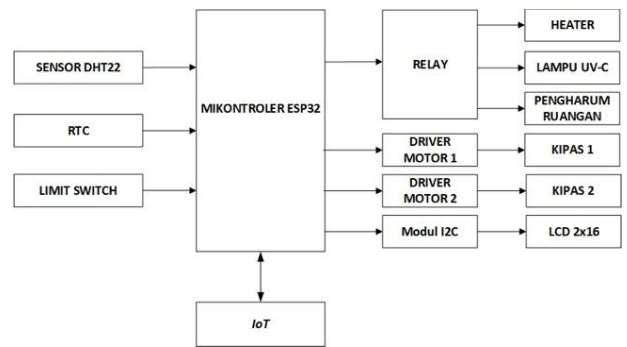 HEATER
SENSOR DHT22
RELAY
LAMPU UV-C
MIKONTROLER ESP32
PENGHARUM
RUANGAN
RTC
DRIVER
MOTOR 1
KIPAS 1
LIMIT SWITCH
DRIVER
MOTOR 2
KIPAS 2
Modul I2C
LCD 2x16
IoT